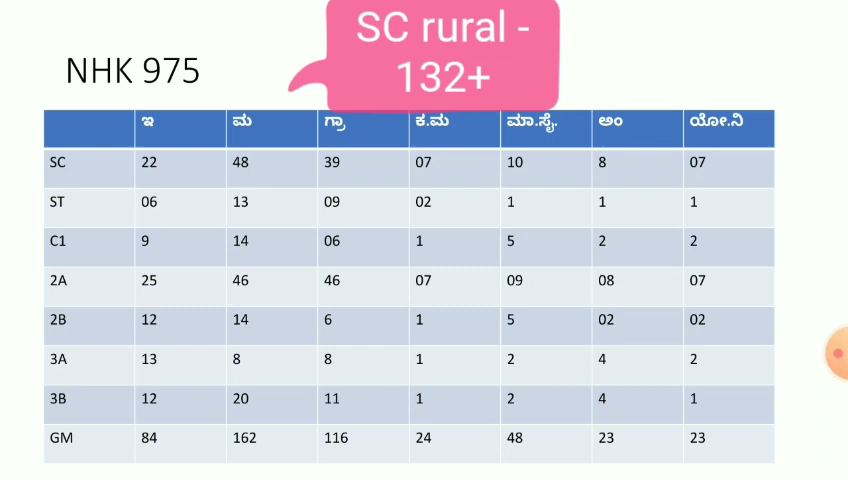 SC rural -
132+
NHK 975
ಇ ಮ ಗ್ರಾ ಕ.ಮ ಮಾ.ಸೈ. ಅಂ ಯೋ.ನಿ
SC 22 48 39 07 10 8 07
ST 06 13 09 02 1 1 1
C1 9 14 06 1 5 2 2
2A 25 46 46 07 09 08 07
2B 12 14 6 1 5 02 02
3A 13 8 8 1 2 4 2
3B 12 20 11 1 2 4 1
GM 84 162 116 24 48 23 23